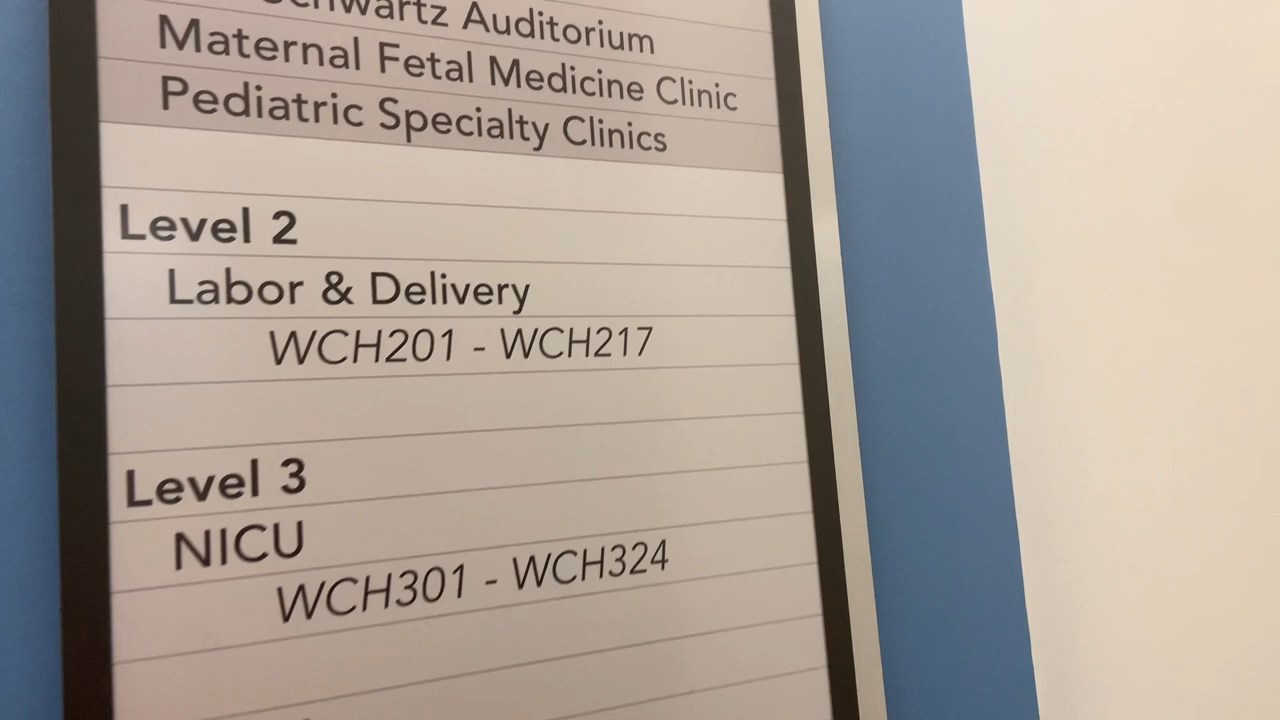 Auditorium
Maternal Fetal Medicine Clinic
Pediatric Specialty Clinics
Level 2
Labor & Delivery
WCH201 - WCH217
Level 3
NICU
WCH301 - WCH324